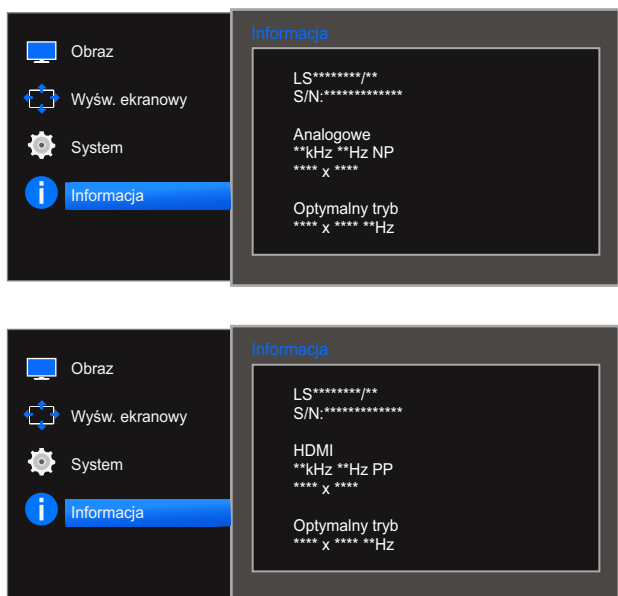 Obraz
Wyśw. ekranowy
System
Informacja
Informacja
LS********/**
S/N:*************
Analogowe
**kHz **Hz NP
**** x ****
Optymalny tryb
**** x **** **Hz
Obraz
Wyśw. ekranowy
System
Informacja
Informacja
LS********/**
S/N:*************
HDMI
**kHz **Hz PP
**** x ****
Optymalny tryb
**** x **** **Hz